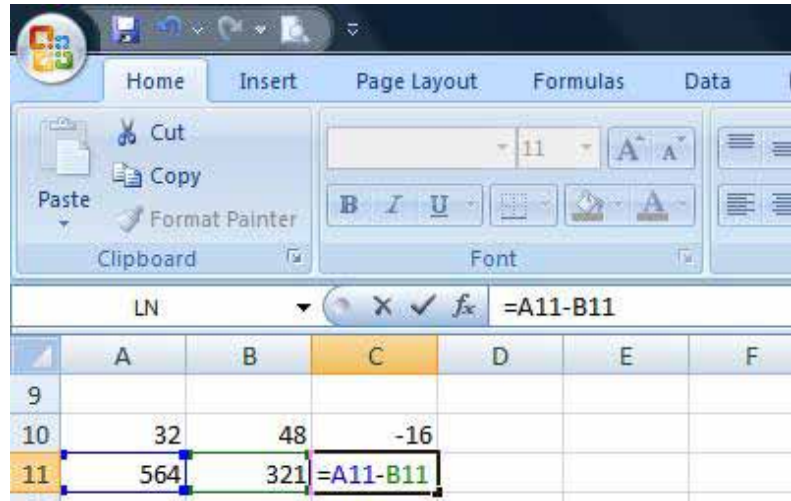 Home Insert Page Layout Formulas Data
Cut
Copy
Paste
Format Painter
11 A A
B I U A
Clipboard Font
LN fx =A11-B11
A B C D E F
9
10 32 48 -16
11 564 321 =A11-B11